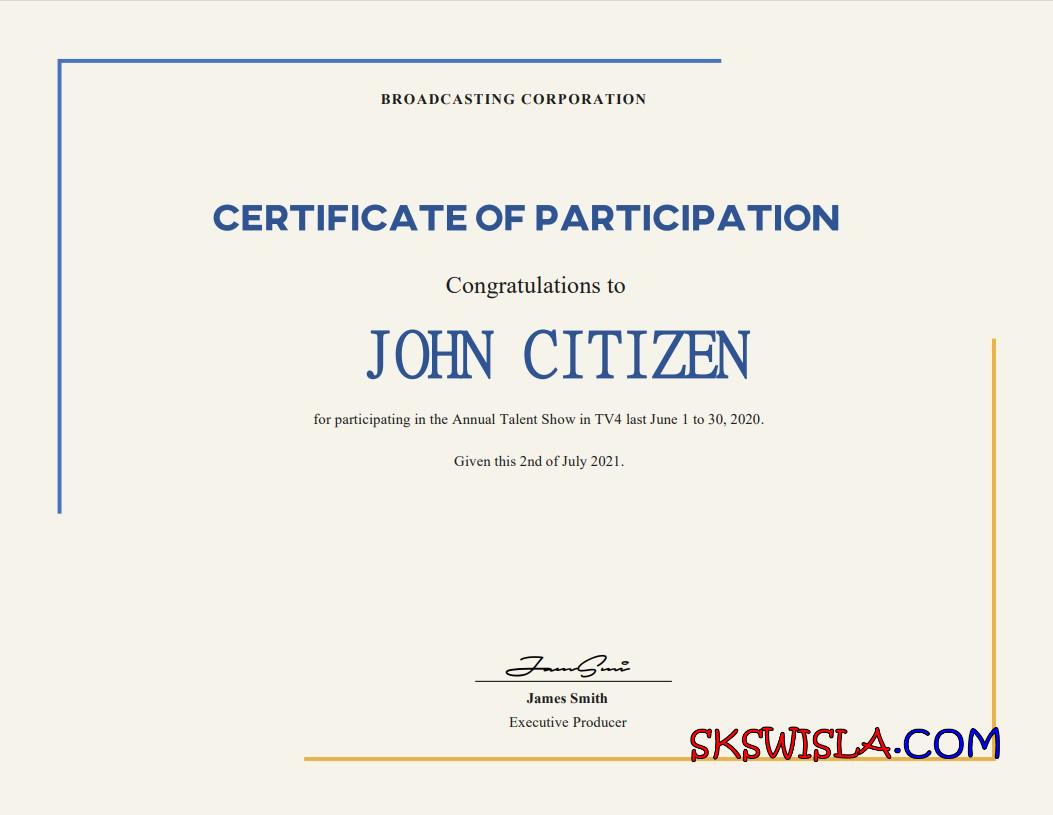 BROADCASTING CORPORATION
CERTIFICATE OF PARTICIPATION
Congratulations to
JOHN CITIZEN
for participating in the Annual Talent Show in TV4 last June 1 to 30, 2020.
Given this 2nd of July 2021.
James Smith
Executive Producer
SKSWISLA.COM